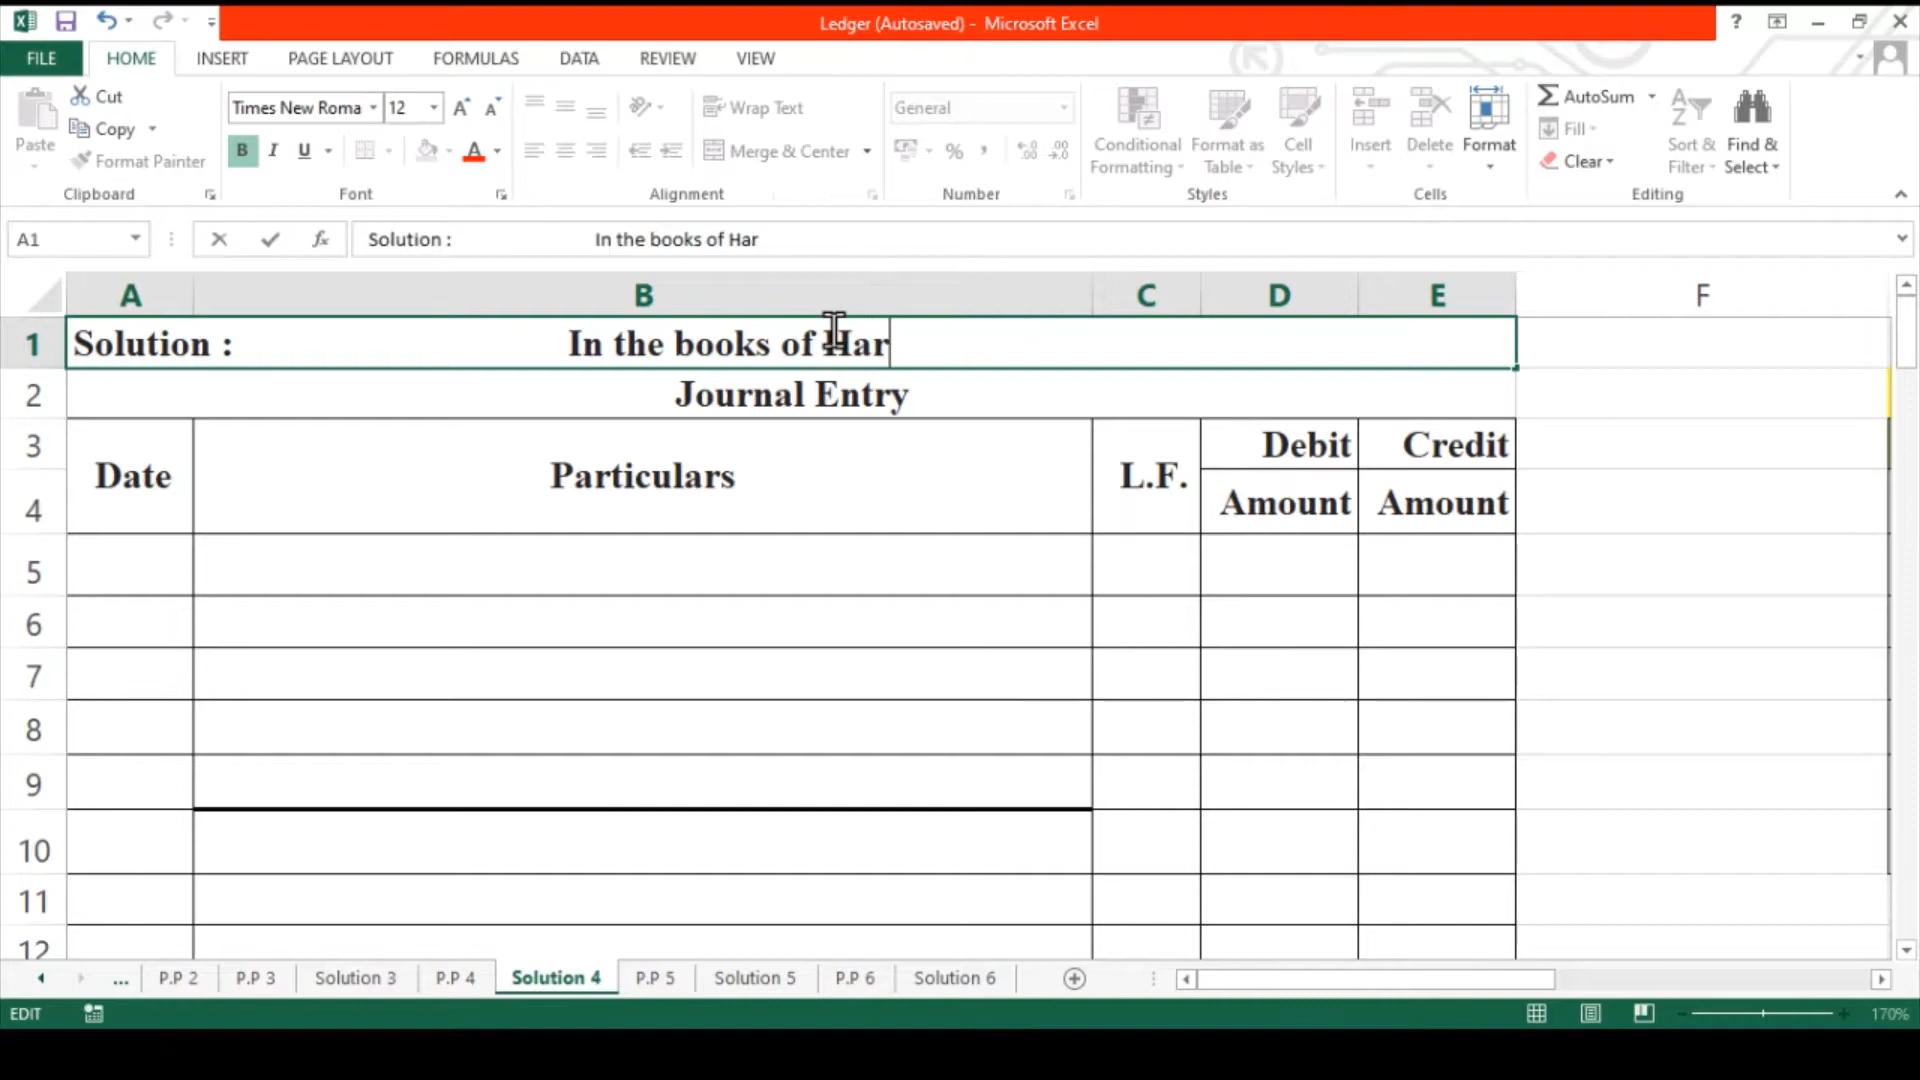 Ledger (Autosaved) - Microsoft Excel
?
FILE HOME INSERT PAGE LAYOUT FORMULAS DATA REVIEW VIEW
Paste
Cut
Copy
Format Painter
Clipboard
Times New Roma 12 A A
B I U A
Font
Wrap Text
Merge & Center
Alignment
General
%
Number
Conditional Formatting
Format as Table
Cell Styles
Styles
Insert
Delete
Format
Cells
AutoSum
Fill
Clear
Sort & Filter
Find & Select
Editing
A1 fx Solution : In the books of Har
A B C D E F
1 Solution : In the books of Har
2 Journal Entry
3 Date Particulars L.F. Debit Credit
4 Amount Amount
5
6
7
8
9
10
11
12
... P.P 2 P.P 3 Solution 3 P.P 4 Solution 4 P.P 5 Solution 5 P.P 6 Solution 6
EDIT 170%